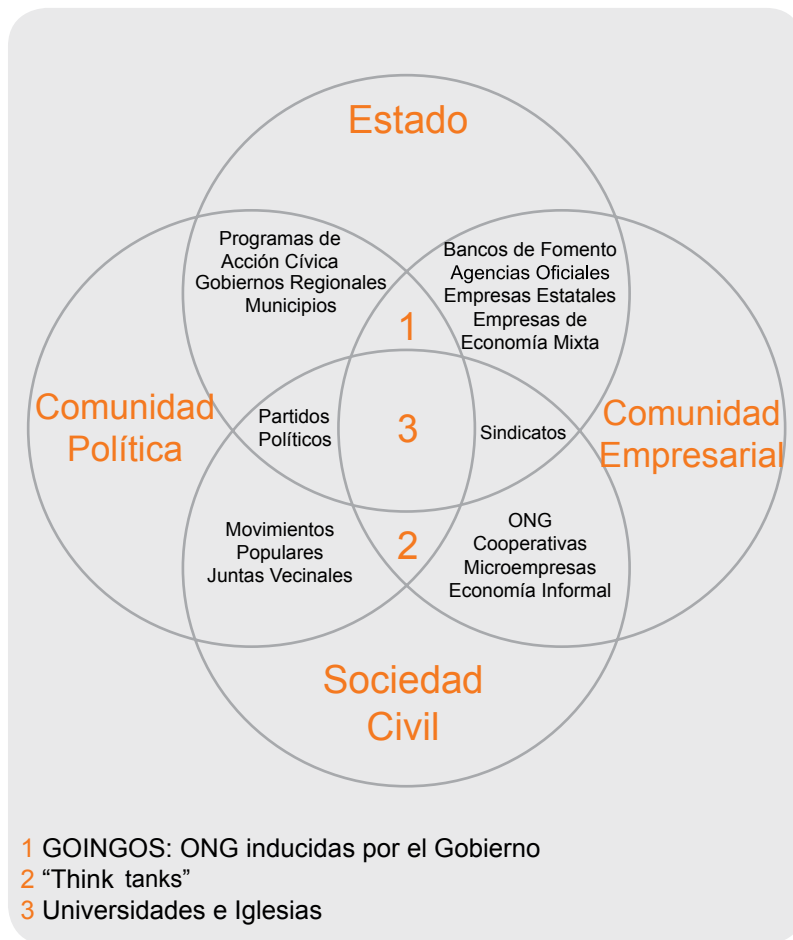 Estado
Programas de
Acción Cívica
Gobiernos Regionales
Municipios
Bancos de Fomento
Agencias Oficiales
Empresas Estatales
Empresas de
Economía Mixta
1
Comunidad
Política
Partidos
Políticos
3
Sindicatos
Comunidad
Empresarial
Movimientos
Populares
Juntas Vecinales
2
ONG
Cooperativas
Microempresas
Economía Informal
Sociedad
Civil
1 GOINGOS: ONG inducidas por el Gobierno
2 “Think tanks”
3 Universidades e Iglesias